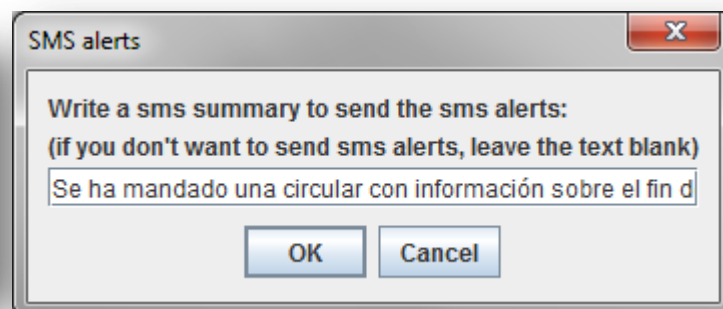 SMS alerts
Write a sms summary to send the sms alerts:
(if you don't want to send sms alerts, leave the text blank)
Se ha mandado una circular con información sobre el fin d
OK
Cancel